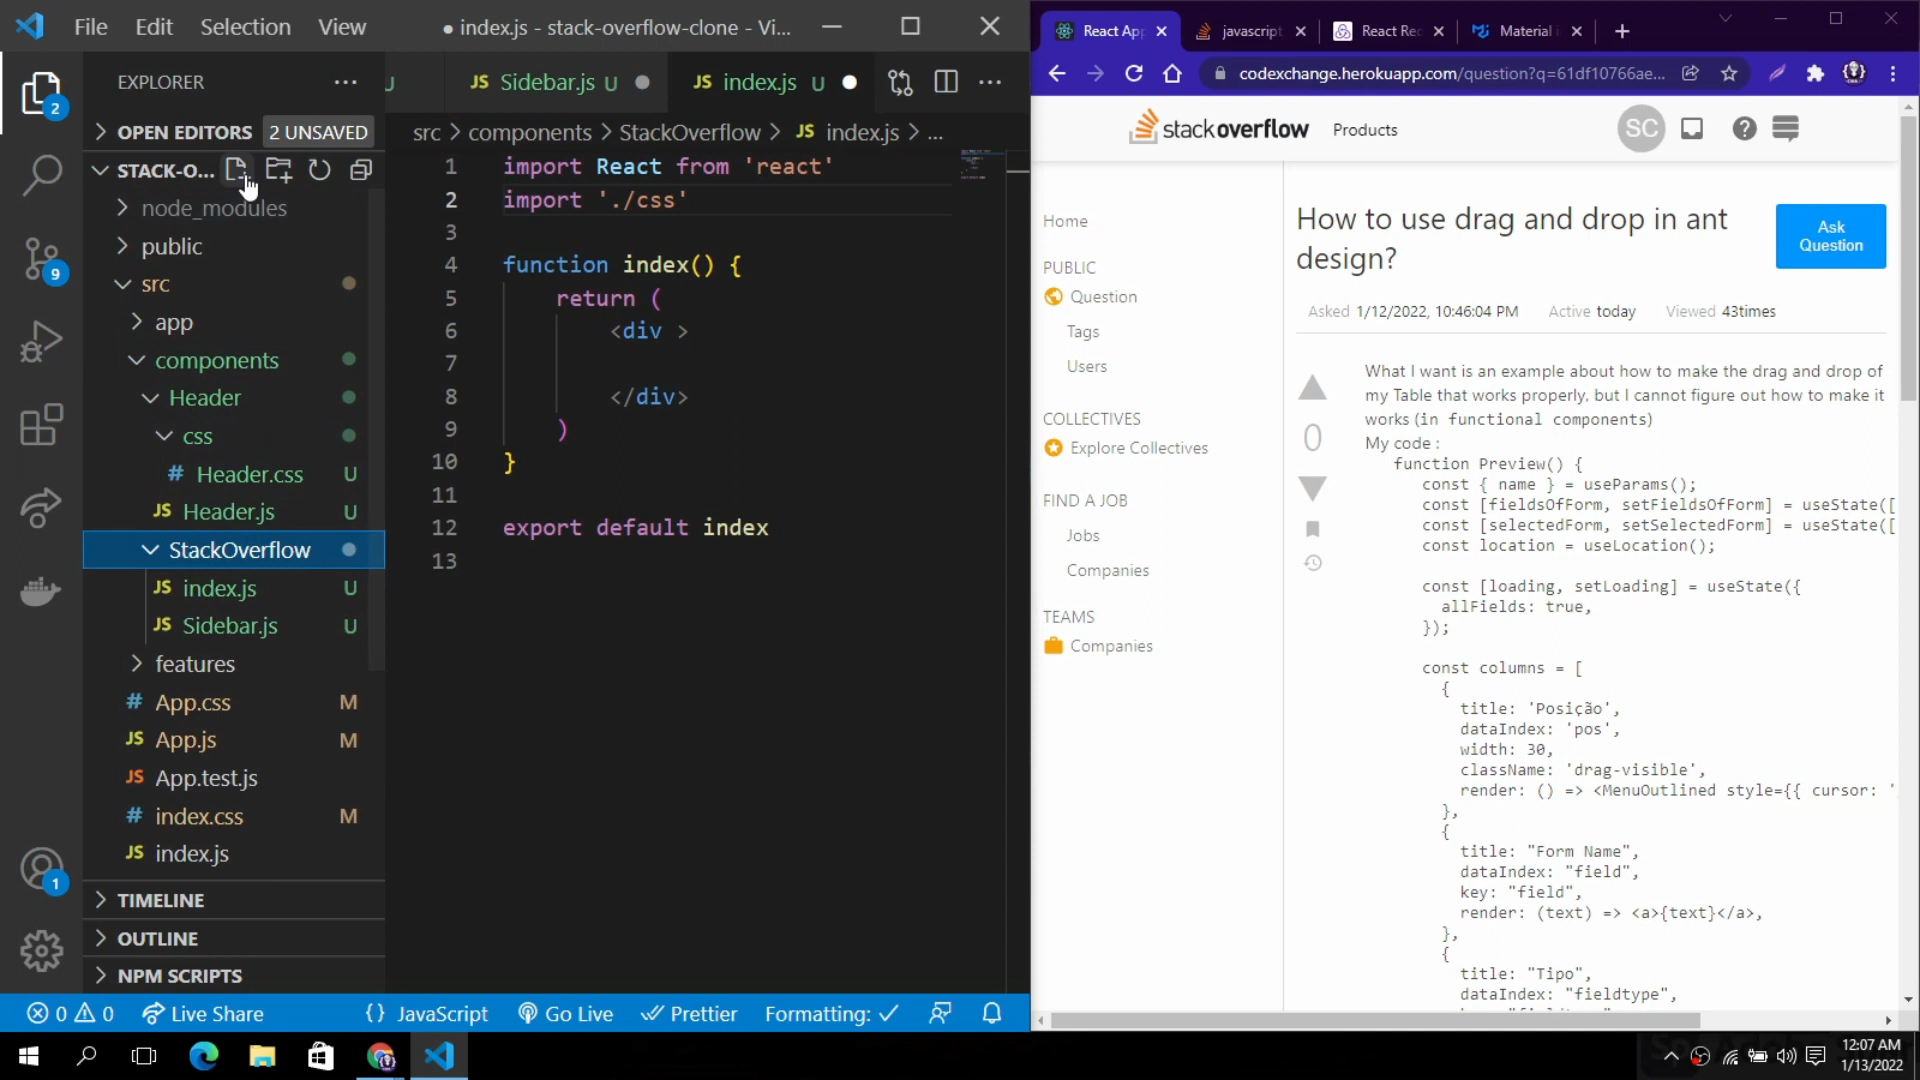 File Edit Selection View
● index.js - stack-overflow-clone - Vi...
EXPLORER
OPEN EDITORS 2 UNSAVED
STACK-O...
node_modules
public
src
app
components
Header
css
# Header.css U
JS Header.js U
StackOverflow
JS index.js U
JS Sidebar.js U
features
# App.css M
JS App.js M
JS App.test.js
# index.css M
JS index.js
TIMELINE
OUTLINE
NPM SCRIPTS
2
9
1
U JS Sidebar.js U JS index.js U
src > components > StackOverflow > JS index.js > ...
1 import React from 'react'
2 import './css'
3
4 function index() {
5 return (
6 <div >
7
8 </div>
9 )
10 }
11
12 export default index
13
0 0 Live Share {} JavaScript Go Live Prettier Formatting: ✓
React App javascript React Rec Material
codexchange.herokuapp.com/question?q=61df10766ae...
stackoverflow Products SC
Home
PUBLIC
Question
Tags
Users
COLLECTIVES
Explore Collectives
FIND A JOB
Jobs
Companies
TEAMS
Companies
How to use drag and drop in ant
design?
Ask
Question
Asked 1/12/2022, 10:46:04 PM Active today Viewed 43times
0
What I want is an example about how to make the drag and drop of
my Table that works properly, but I cannot figure out how to make it
works (in functional components)
My code :
function Preview() {
const { name } = useParams();
const [fieldsOfForm, setFieldsOfForm] = useState([
const [selectedForm, setSelectedForm] = useState([
const location = useLocation();
const [loading, setLoading] = useState({
allFields: true,
});
const columns = [
{
title: 'Posição',
dataIndex: 'pos',
width: 30,
className: 'drag-visible',
render: () => <MenuOutlined style={{ cursor: '
},
{
title: "Form Name",
dataIndex: "field",
key: "field",
render: (text) => <a>{text}</a>,
},
{
title: "Tipo",
dataIndex: "fieldtype",
12:07 AM
1/13/2022